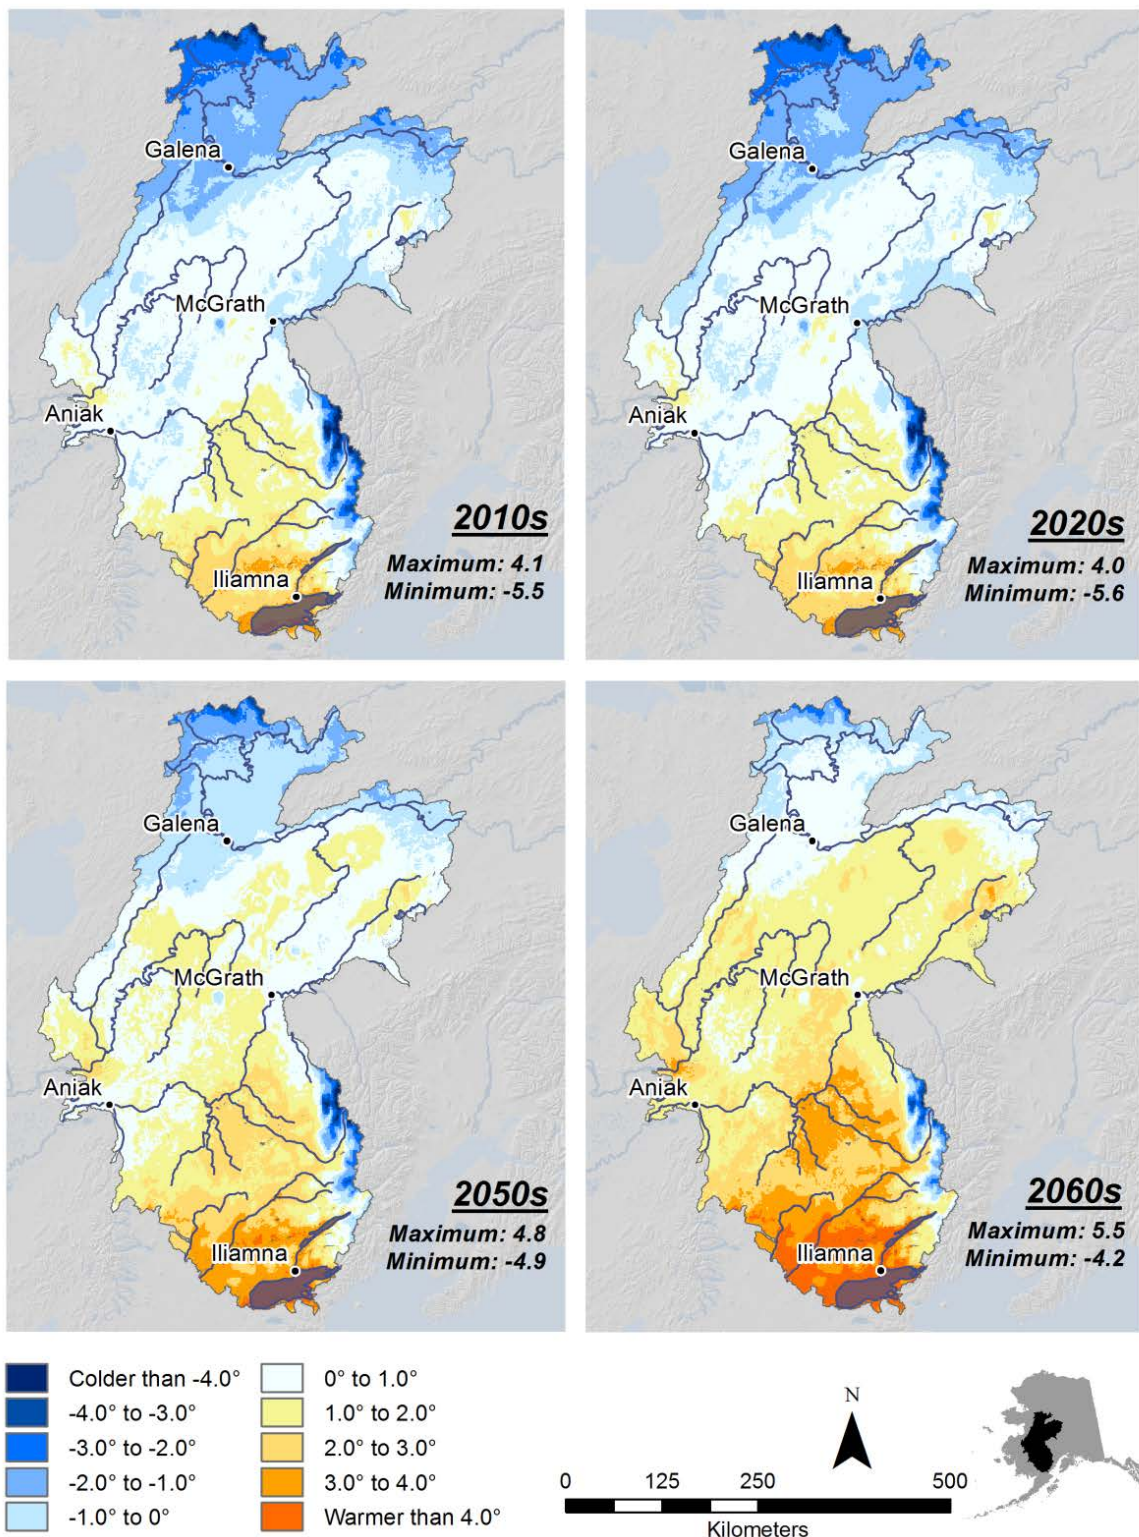 Galena
McGrath
Aniak
Iliamna
2010s
Maximum: 4.1
Minimum: -5.5
Galena
McGrath
Aniak
Iliamna
2020s
Maximum: 4.0
Minimum: -5.6
Galena
McGrath
Aniak
Iliamna
2050s
Maximum: 4.8
Minimum: -4.9
Galena
McGrath
Aniak
Iliamna
2060s
Maximum: 5.5
Minimum: -4.2
Colder than -4.0°
-4.0° to -3.0°
-3.0° to -2.0°
-2.0° to -1.0°
-1.0° to 0°
0° to 1.0°
1.0° to 2.0°
2.0° to 3.0°
3.0° to 4.0°
Warmer than 4.0°
N
0 125 250 500
Kilometers